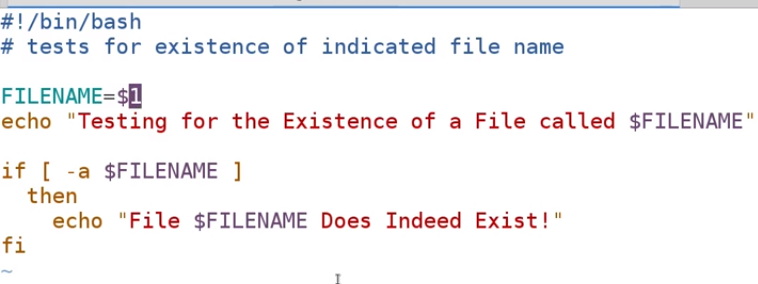 #!/bin/bash
# tests for existence of indicated file name
FILENAME=$1
echo "Testing for the Existence of a File called $FILENAME"
if [ -a $FILENAME ]
  then
    echo "File $FILENAME Does Indeed Exist!"
fi
~